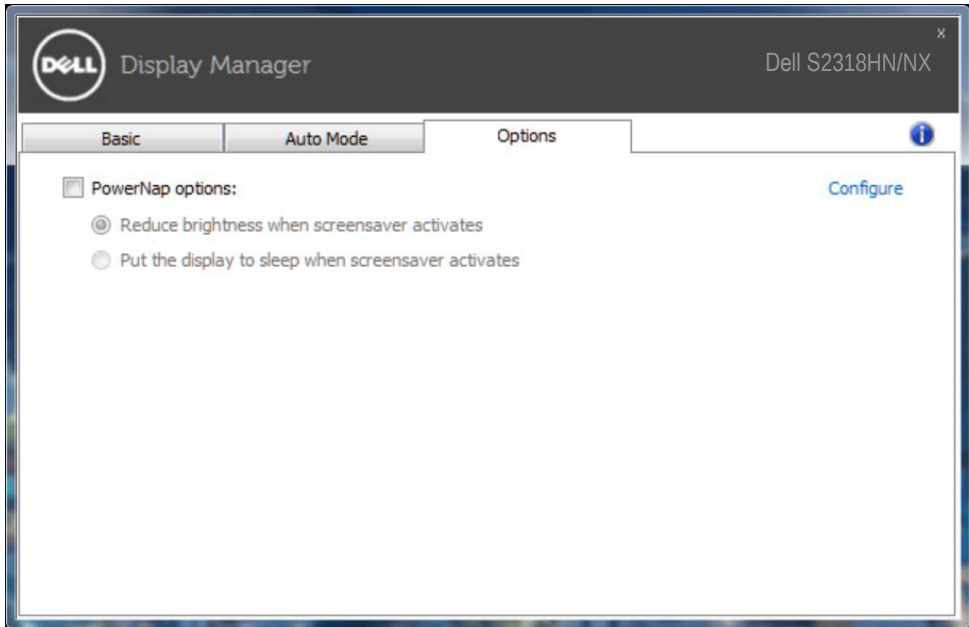 DELL
Display Manager
x
Dell S2318HN/NX
Basic
Auto Mode
Options
i
PowerNap options:
Configure
Reduce brightness when screensaver activates
Put the display to sleep when screensaver activates